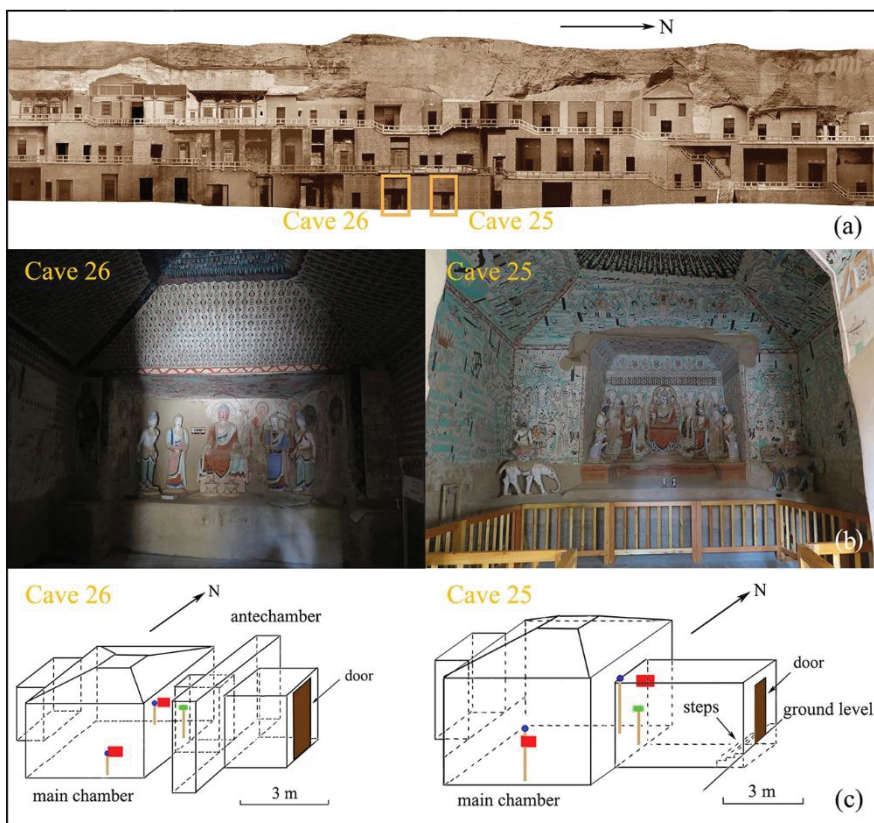 N
Cave 26
Cave 25
(a)
Cave 26
Cave 25
(b)
Cave 26
N
antechamber
door
main chamber
3 m
Cave 25
N
door
steps
ground level
main chamber
3 m
(c)